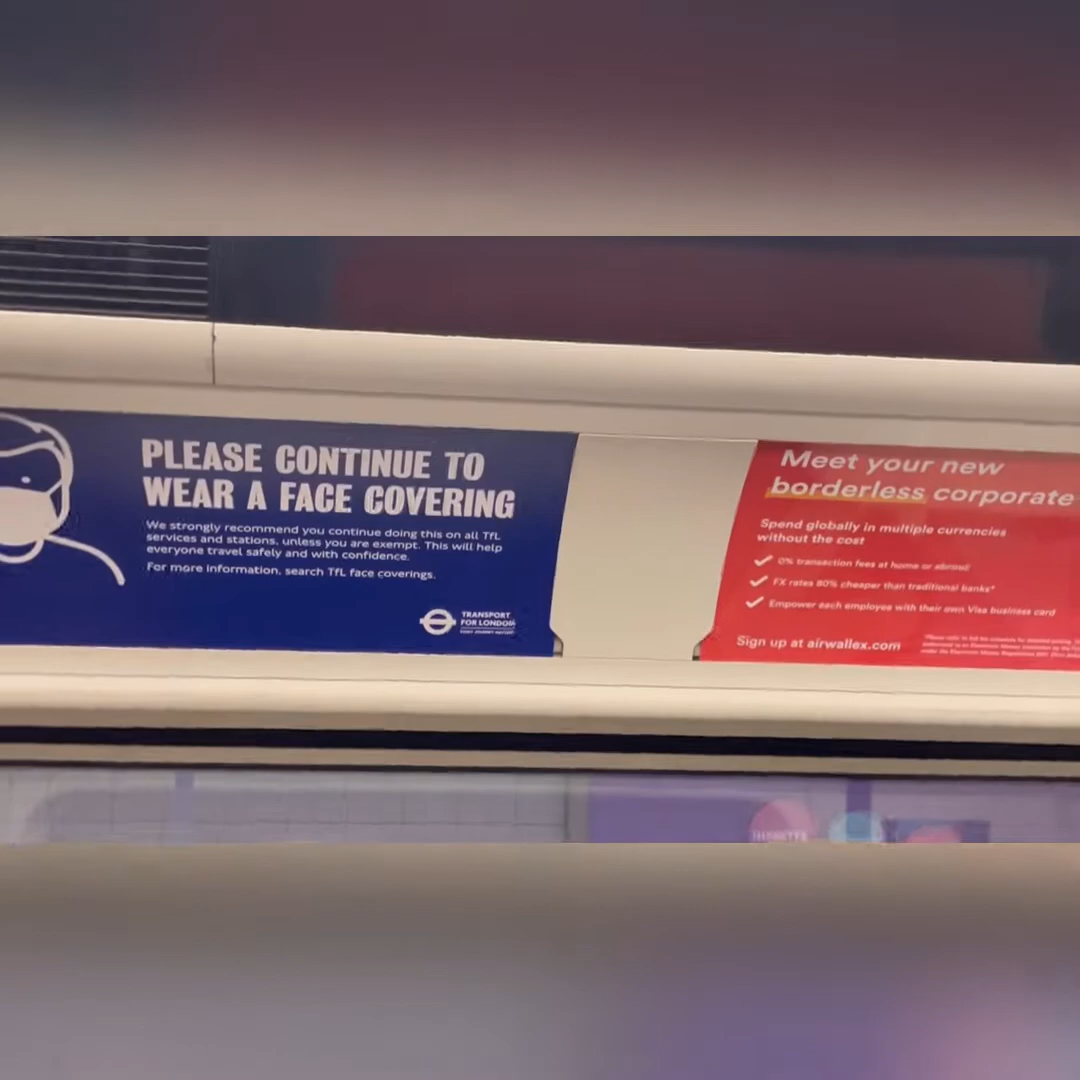 PLEASE CONTINUE TO
WEAR A FACE COVERING
We strongly recommend you continue doing this on all TfL
services and stations, unless you are exempt. This will help
everyone travel safely and with confidence.
For more information, search TfL face coverings.
TRANSPORT
FOR LONDON
EVERY JOURNEY MATTERS
Meet your new
borderless corporate
Spend globally in multiple currencies
without the cost
0% transaction fees at home or abroad
FX rates 80% cheaper than traditional banks*
Empower each employee with their own Visa business card
Sign up at airwallex.com